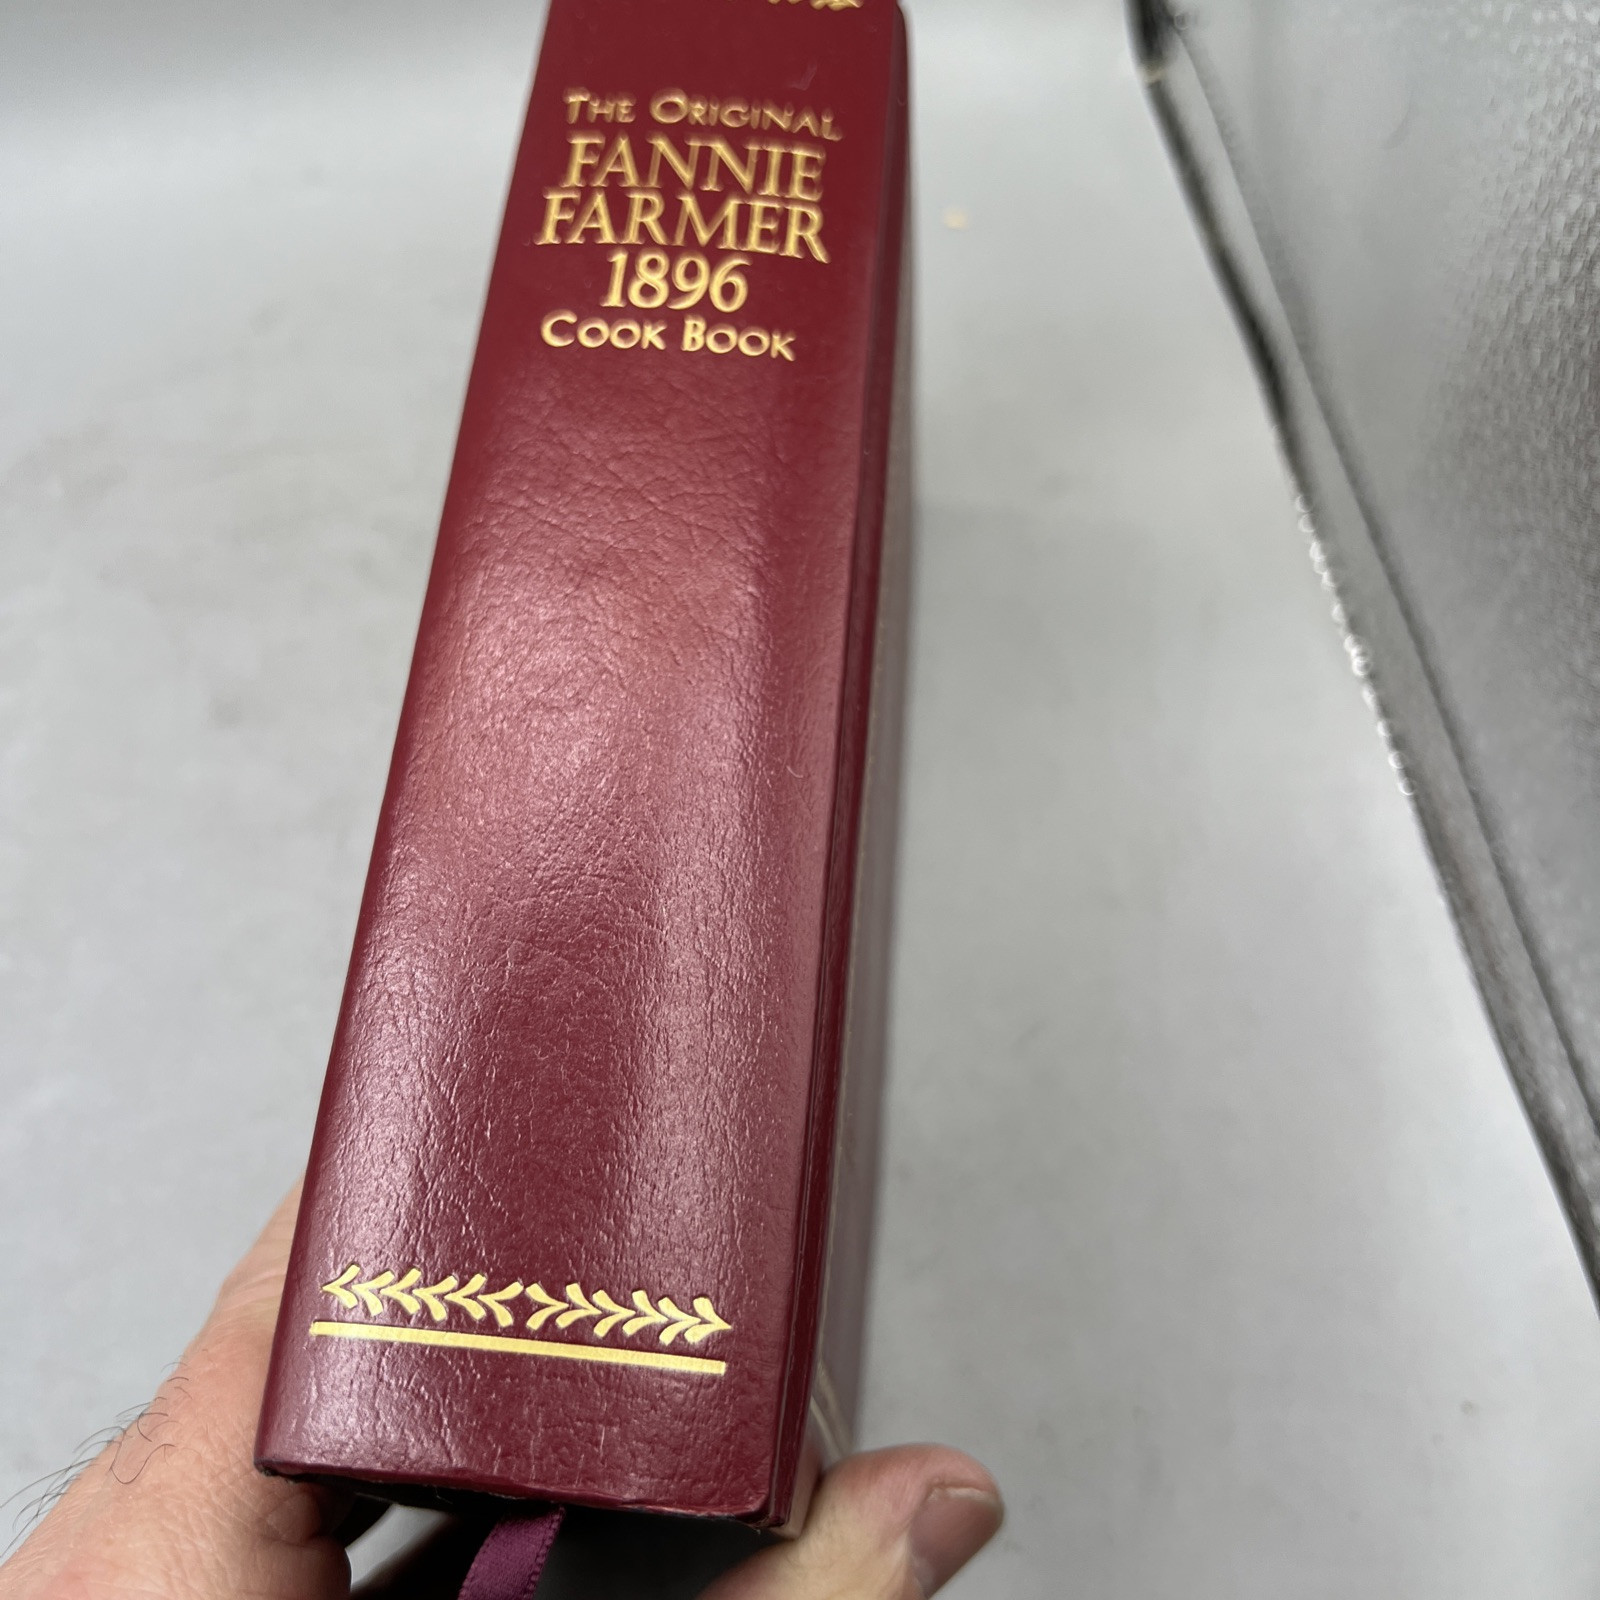 The Original
FANNIE
FARMER
1896
Cook Book